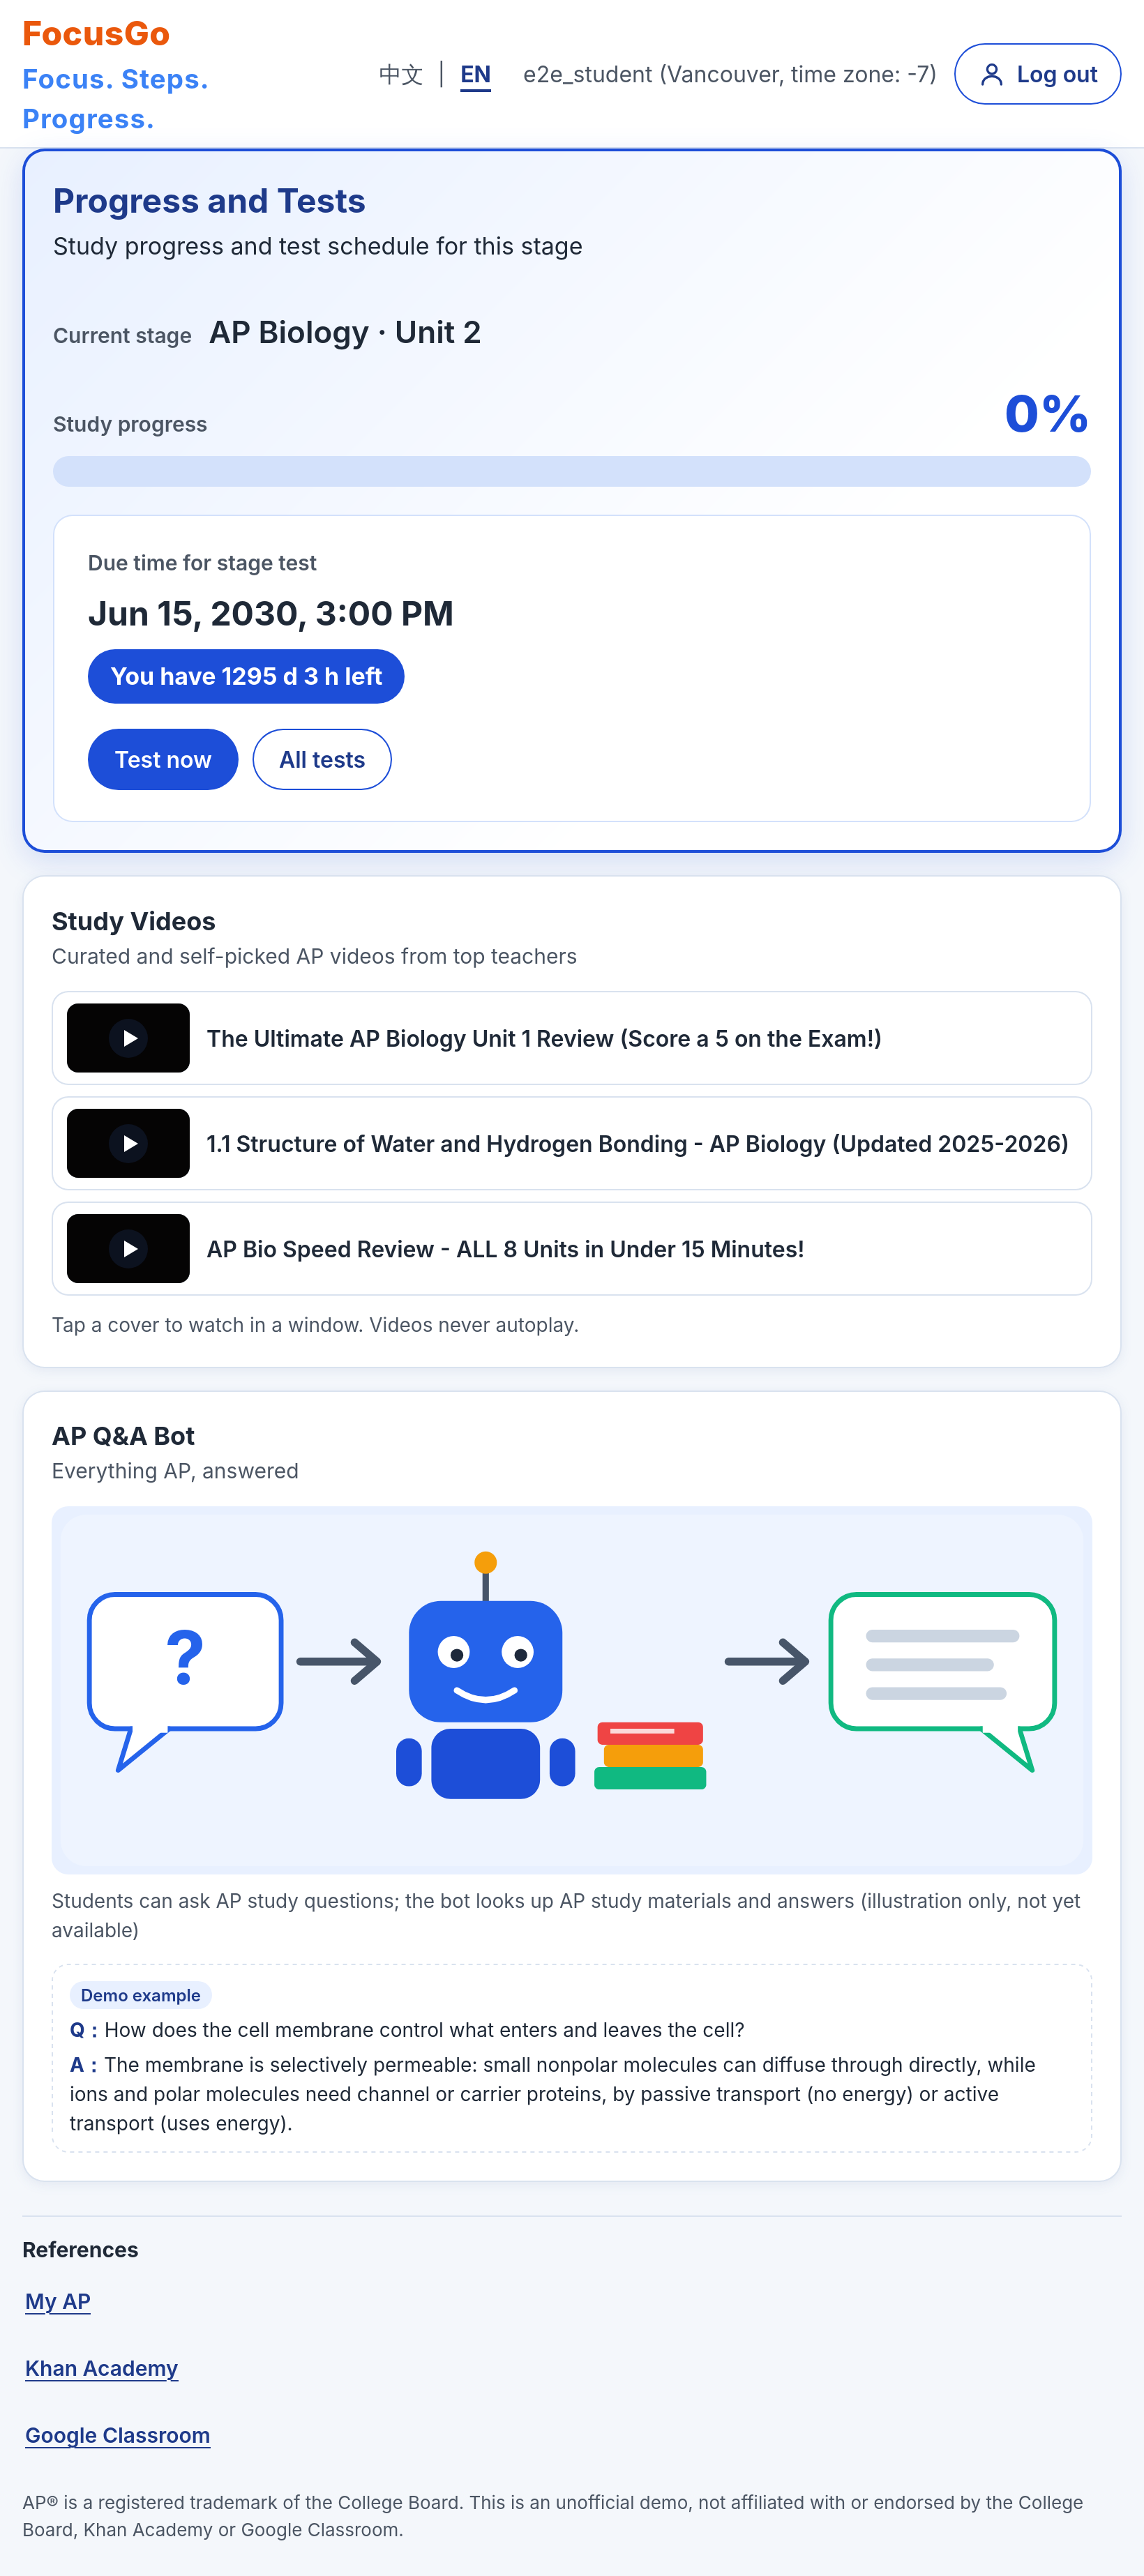 FocusGo
Focus. Steps.
Progress.
中文 | EN
e2e_student (Vancouver, time zone: -7)
Log out
Progress and Tests
Study progress and test schedule for this stage
Current stage AP Biology · Unit 2
Study progress 0%
Due time for stage test
Jun 15, 2030, 3:00 PM
You have 1295 d 3 h left
Test now
All tests
Study Videos
Curated and self-picked AP videos from top teachers
The Ultimate AP Biology Unit 1 Review (Score a 5 on the Exam!)
1.1 Structure of Water and Hydrogen Bonding - AP Biology (Updated 2025-2026)
AP Bio Speed Review - ALL 8 Units in Under 15 Minutes!
Tap a cover to watch in a window. Videos never autoplay.
AP Q&A Bot
Everything AP, answered
?
Students can ask AP study questions; the bot looks up AP study materials and answers (illustration only, not yet
available)
Demo example
Q：How does the cell membrane control what enters and leaves the cell?
A：The membrane is selectively permeable: small nonpolar molecules can diffuse through directly, while
ions and polar molecules need channel or carrier proteins, by passive transport (no energy) or active
transport (uses energy).
References
My AP
Khan Academy
Google Classroom
AP® is a registered trademark of the College Board. This is an unofficial demo, not affiliated with or endorsed by the College
Board, Khan Academy or Google Classroom.